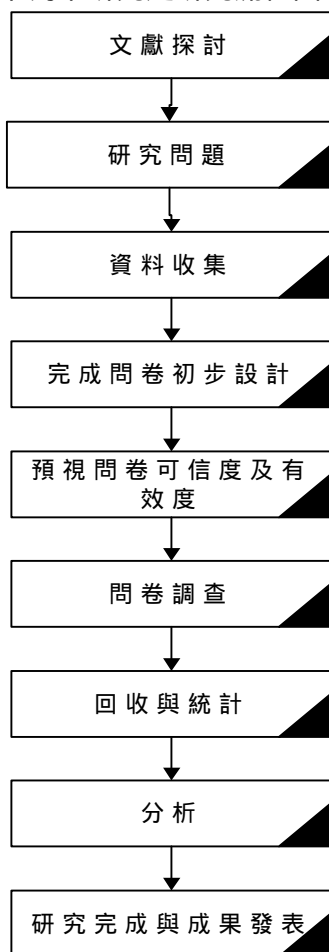 文獻探討
研究問題
資料收集
完成問卷初步設計
預視問卷可信度及有
效度
問卷調查
回收與統計
分析
研究完成與成果發表